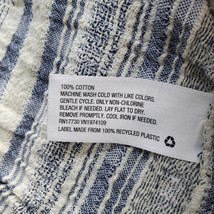 100% COTTON
MACHINE WASH COLD WITH LIKE COLORS.
GENTLE CYCLE. ONLY NON-CHLORINE
BLEACH IF NEEDED. LAY FLAT TO DRY.
REMOVE PROMPTLY. COOL IRON IF NEEDED.
RN17730 VN1974109
LABEL MADE FROM 100% RECYCLED PLASTIC